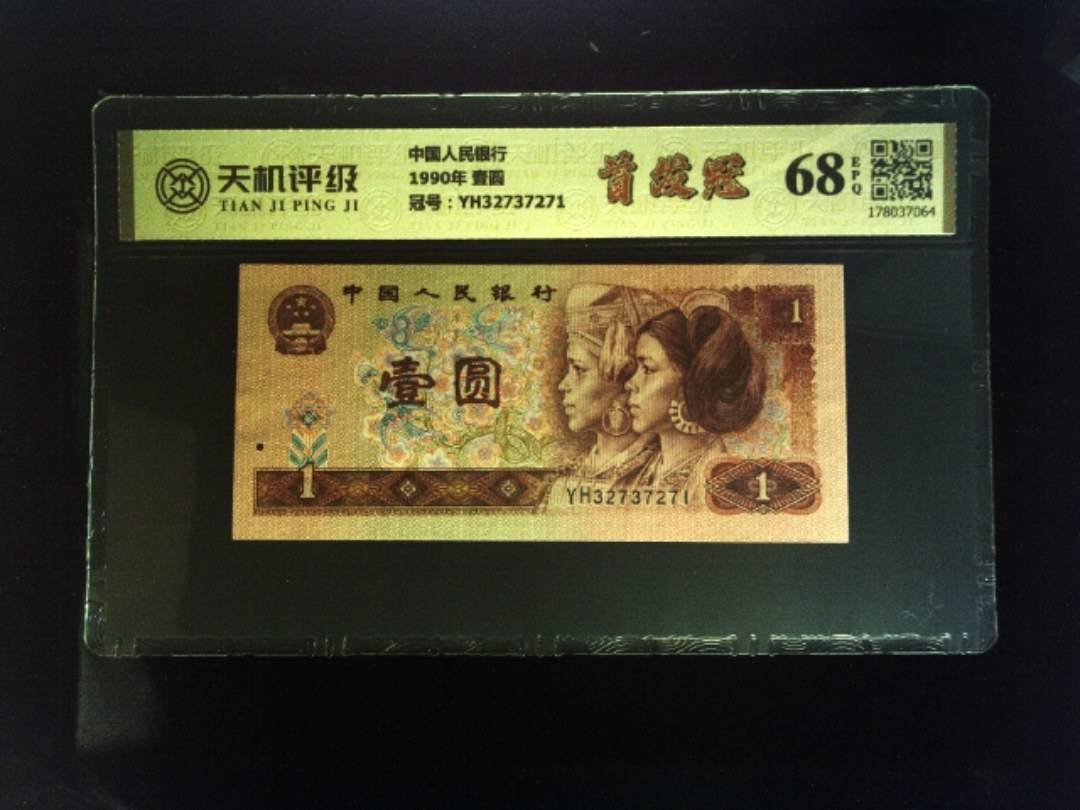 天机评级
TIAN JI PING JI
中国人民银行
1990年 壹圆
冠号：YH32737271
首发冠
68
EPQ
178037064
中国人民银行
壹圆
1
1
YH32737271
1